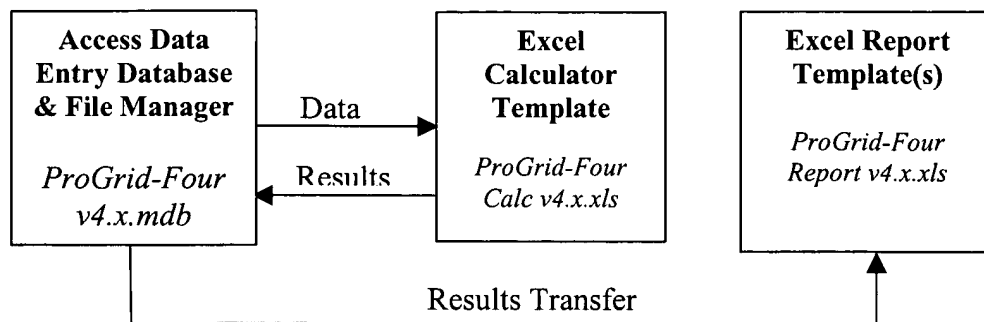 Access Data
Entry Database
& File Manager
ProGrid-Four
v4.x.mdb
Data
Results
Excel
Calculator
Template
ProGrid-Four
Calc v4.x.xls
Excel Report
Template(s)
ProGrid-Four
Report v4.x.xls
Results Transfer